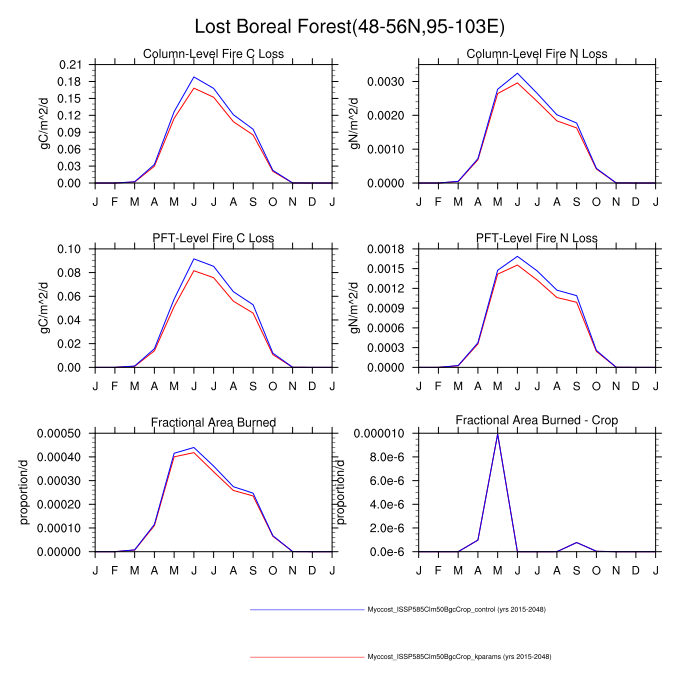 Lost Boreal Forest(48-56N,95-103E)
Column-Level Fire C Loss
gC/m^2/d
0.21
0.18
0.15
0.12
0.09
0.06
0.03
0.00
J F M A M J J A S O N D J
Column-Level Fire N Loss
gN/m^2/d
0.0030
0.0020
0.0010
0.0000
J F M A M J J A S O N D J
PFT-Level Fire C Loss
gC/m^2/d
0.10
0.08
0.06
0.04
0.02
0.00
J F M A M J J A S O N D J
PFT-Level Fire N Loss
gN/m^2/d
0.0018
0.0015
0.0012
0.0009
0.0006
0.0003
0.0000
J F M A M J J A S O N D J
Fractional Area Burned
proportion/d
0.00050
0.00040
0.00030
0.00020
0.00010
0.00000
J F M A M J J A S O N D J
Fractional Area Burned - Crop
proportion/d
0.000010
8.0e-6
6.0e-6
4.0e-6
2.0e-6
0.0e-6
J F M A M J J A S O N D J
Myccost_ISSP585Clm50BgcCrop_control (yrs 2015-2048)
Myccost_ISSP585Clm50BgcCrop_kparams (yrs 2015-2048)